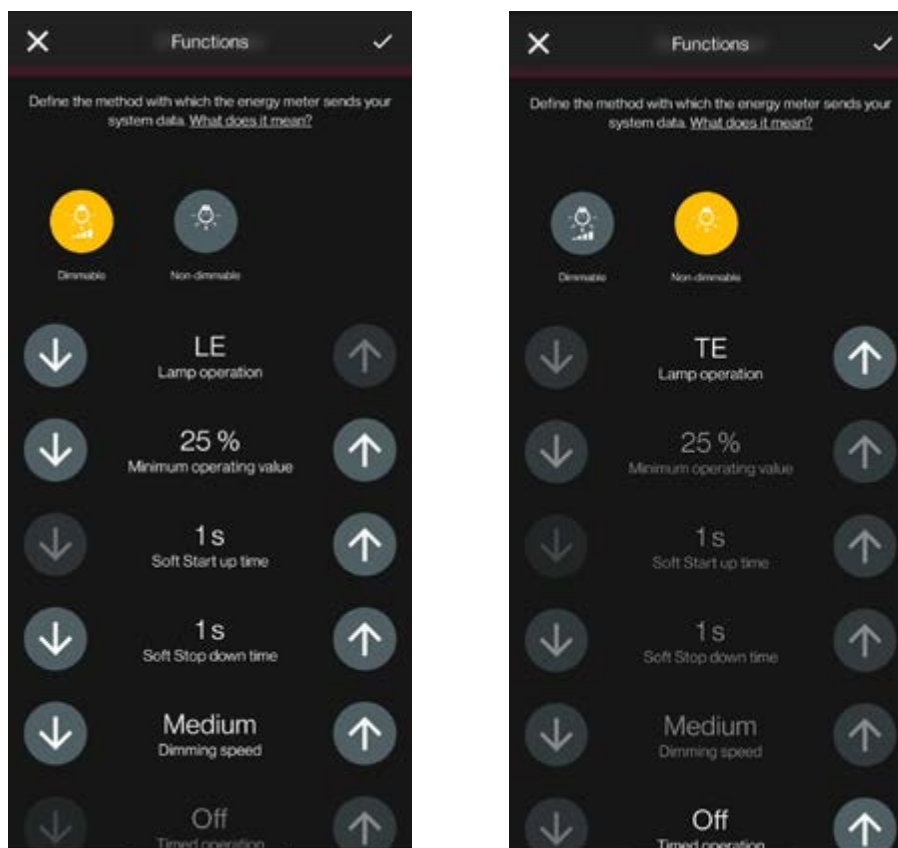 Functions
Define the method with which the energy meter sends your
system data. What does it mean?
Dimmable
Non-dimmable
LE
Lamp operation
25 %
Minimum operating value
1 s
Soft Start up time
1 s
Soft Stop down time
Medium
Dimming speed
Off
Timed operation
Functions
Define the method with which the energy meter sends your
system data. What does it mean?
Dimmable
Non-dimmable
TE
Lamp operation
25 %
Minimum operating value
1 s
Soft Start up time
1 s
Soft Stop down time
Medium
Dimming speed
Off
Timed operation